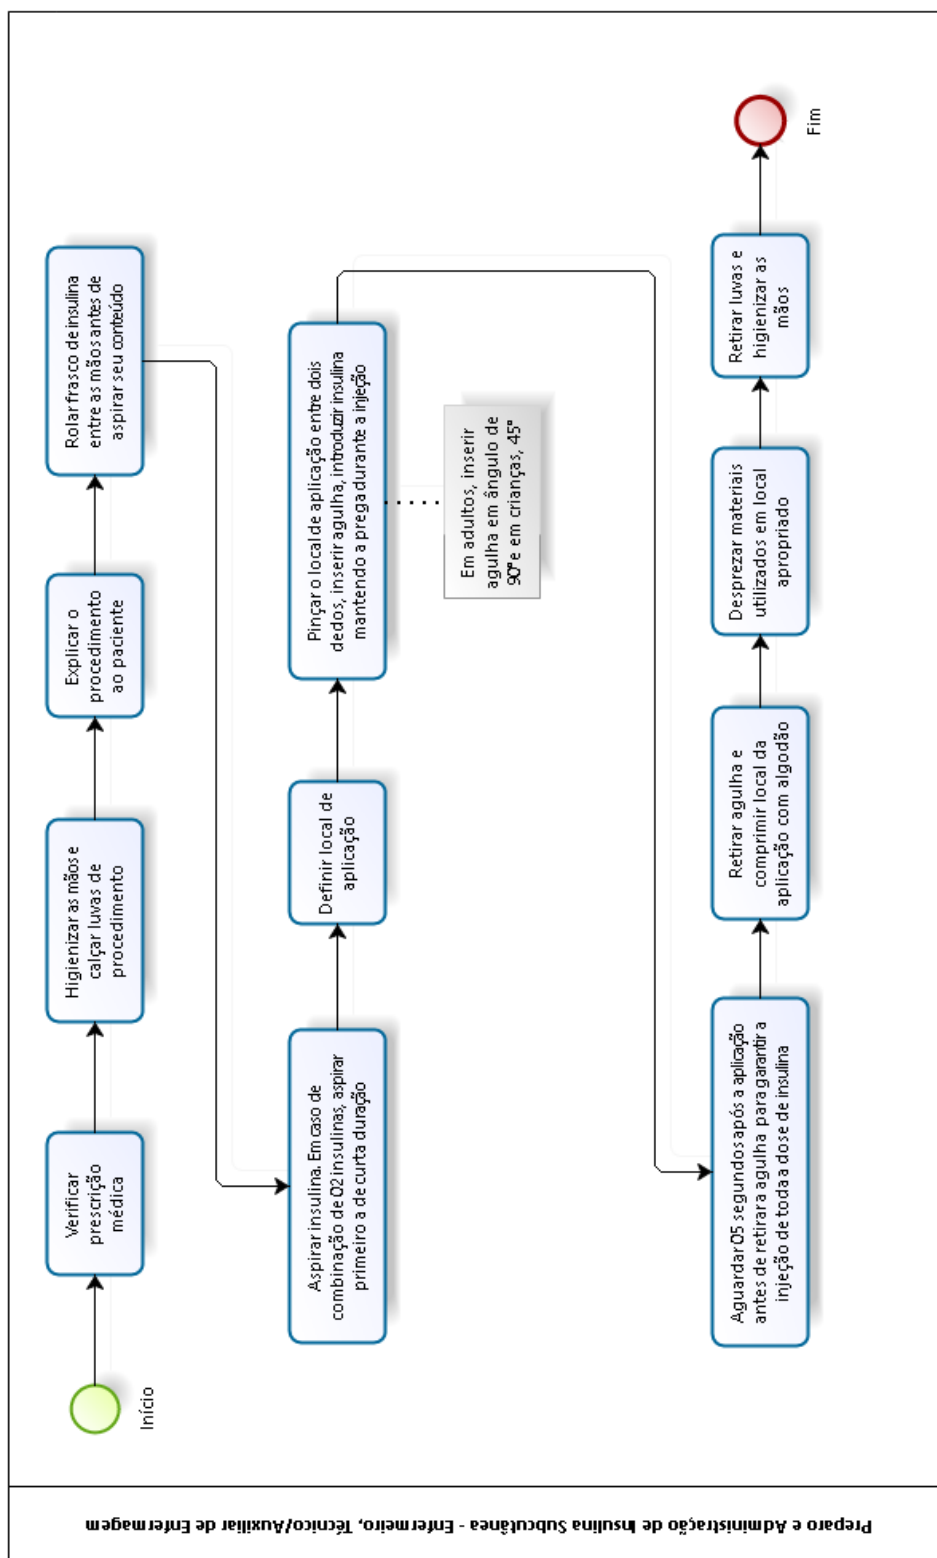 Preparo e Administração de Insulina Subcutânea - Enfermeiro, Técnico/Auxiliar de Enfermagem
Início
Verificar
prescrição
médica
Higienizar as mãos e
calçar luvas de
procedimento
Explicar o
procedimento
ao paciente
Rolar frasco de insulina
entre as mãos antes de
aspirar seu conteúdo
Aspirar insulina. Em caso de
combinação de 02 insulinas, aspirar
primeiro a de curta duração
Definir local de
aplicação
Pinçar o local de aplicação entre dois
dedos, inserir agulha, introduzir insulina
mantendo a prega durante a injeção
Em adultos, inserir
agulha em ângulo de
90° e em crianças, 45°
Aguardar 05 segundos após a aplicação
antes de retirar a agulha para garantir a
injeção de toda a dose de insulina
Retirar agulha e
comprimir local da
aplicação com algodão
Desprezar materiais
utilizados em local
apropriado
Retirar luvas e
higienizar as
mãos
Fim